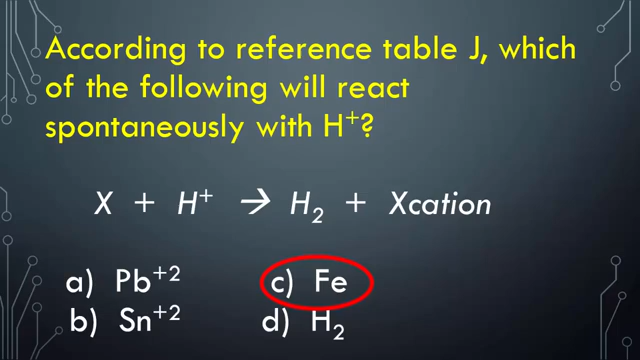 According to reference table J, which
of the following will react
spontaneously with H⁺?
X + H⁺ → H₂ + Xcation
a) Pb⁺² c) Fe
b) Sn⁺² d) H₂